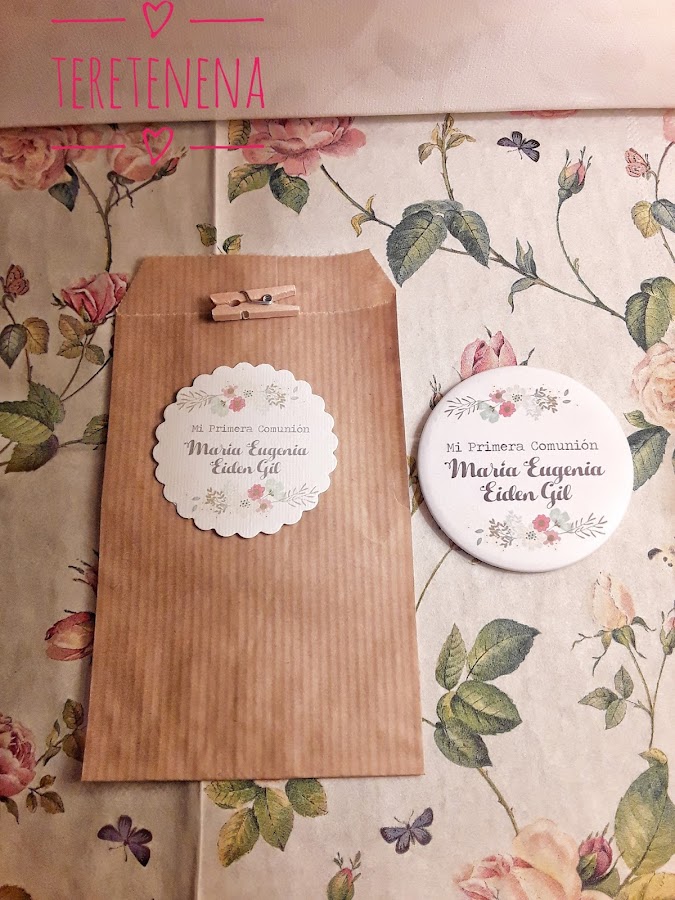 TERETENENA
Mi Primera Comunión
María Eugenia
Eiden Gil
Mi Primera Comunión
María Eugenia
Eiden Gil